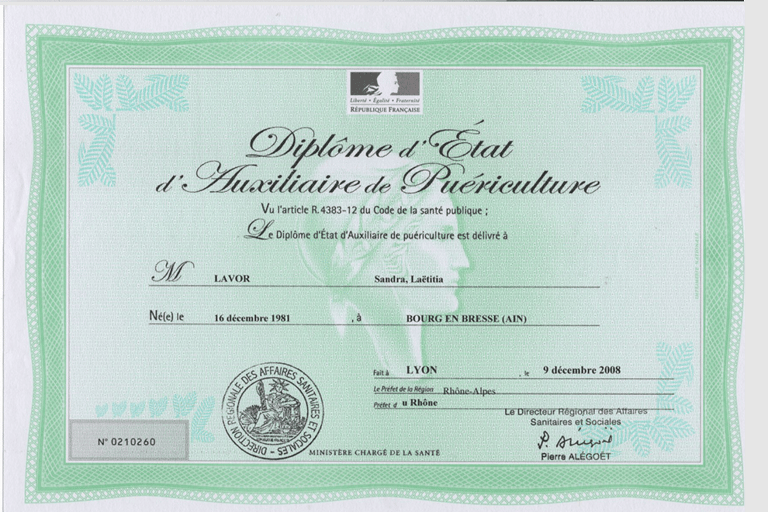 Liberté • Égalité • Fraternité
RÉPUBLIQUE FRANÇAISE
Diplôme d'État
d'Auxiliaire de Puériculture
Vu l'article R.4383-12 du Code de la santé publique ;
Le Diplôme d'État d'Auxiliaire de puériculture est délivré à
M LAVOR Sandra, Laëtitia
Né(e) le 16 décembre 1981 , à BOURG EN BRESSE (AIN)
Fait à LYON , le 9 décembre 2008
Le Préfet de la Région Rhône-Alpes
Préfet d u Rhône
Le Directeur Régional des Affaires
Sanitaires et Sociales
P. Alégoët
Pierre ALÉGOËT
DIRECTION RÉGIONALE DES AFFAIRES SANITAIRES ET SOCIALES
N° 0210260
MINISTÈRE CHARGÉ DE LA SANTÉ